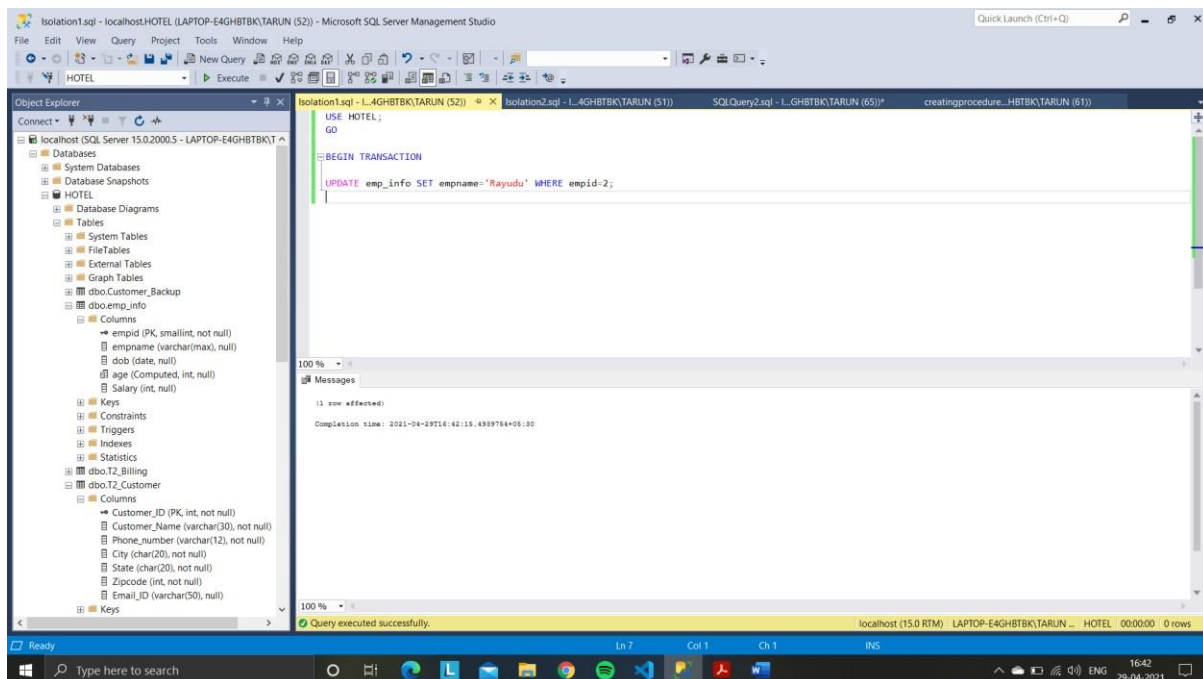 Isolation1.sql - localhost.HOTEL (LAPTOP-E4GHBTBK\TARUN (52)) - Microsoft SQL Server Management Studio
Quick Launch (Ctrl+Q)
File Edit View Query Project Tools Window Help
New Query
HOTEL
Execute
Object Explorer
Isolation1.sql - l...4GHBTBK\TARUN (52))
Isolation2.sql - l...4GHBTBK\TARUN (51))
SQLQuery2.sql - l...GHBTBK\TARUN (65))*
creatingprocedure...HBTBK\TARUN (61))
Connect
localhost (SQL Server 15.0.2000.5 - LAPTOP-E4GHBTBK\T
Databases
System Databases
Database Snapshots
HOTEL
Database Diagrams
Tables
System Tables
FileTables
External Tables
Graph Tables
dbo.Customer_Backup
dbo.emp_info
Columns
empid (PK, smallint, not null)
empname (varchar(max), null)
dob (date, null)
age (Computed, int, null)
Salary (int, null)
Keys
Constraints
Triggers
Indexes
Statistics
dbo.T2_Billing
dbo.T2_Customer
Columns
Customer_ID (PK, int, not null)
Customer_Name (varchar(30), not null)
Phone_number (varchar(12), not null)
City (char(20), not null)
State (char(20), not null)
Zipcode (int, not null)
Email_ID (varchar(50), null)
Keys
USE HOTEL;
GO
BEGIN TRANSACTION
UPDATE emp_info SET empname='Rayudu' WHERE empid=2;
100 %
Messages
(1 row affected)
100 %
Query executed successfully.
localhost (15.0 RTM) LAPTOP-E4GHBTBK\TARUN ... HOTEL 00:00:00 0 rows
Ready
Ln 7 Col 1 Ch 1 INS
Type here to search
ENG
16:42
29-04-2021